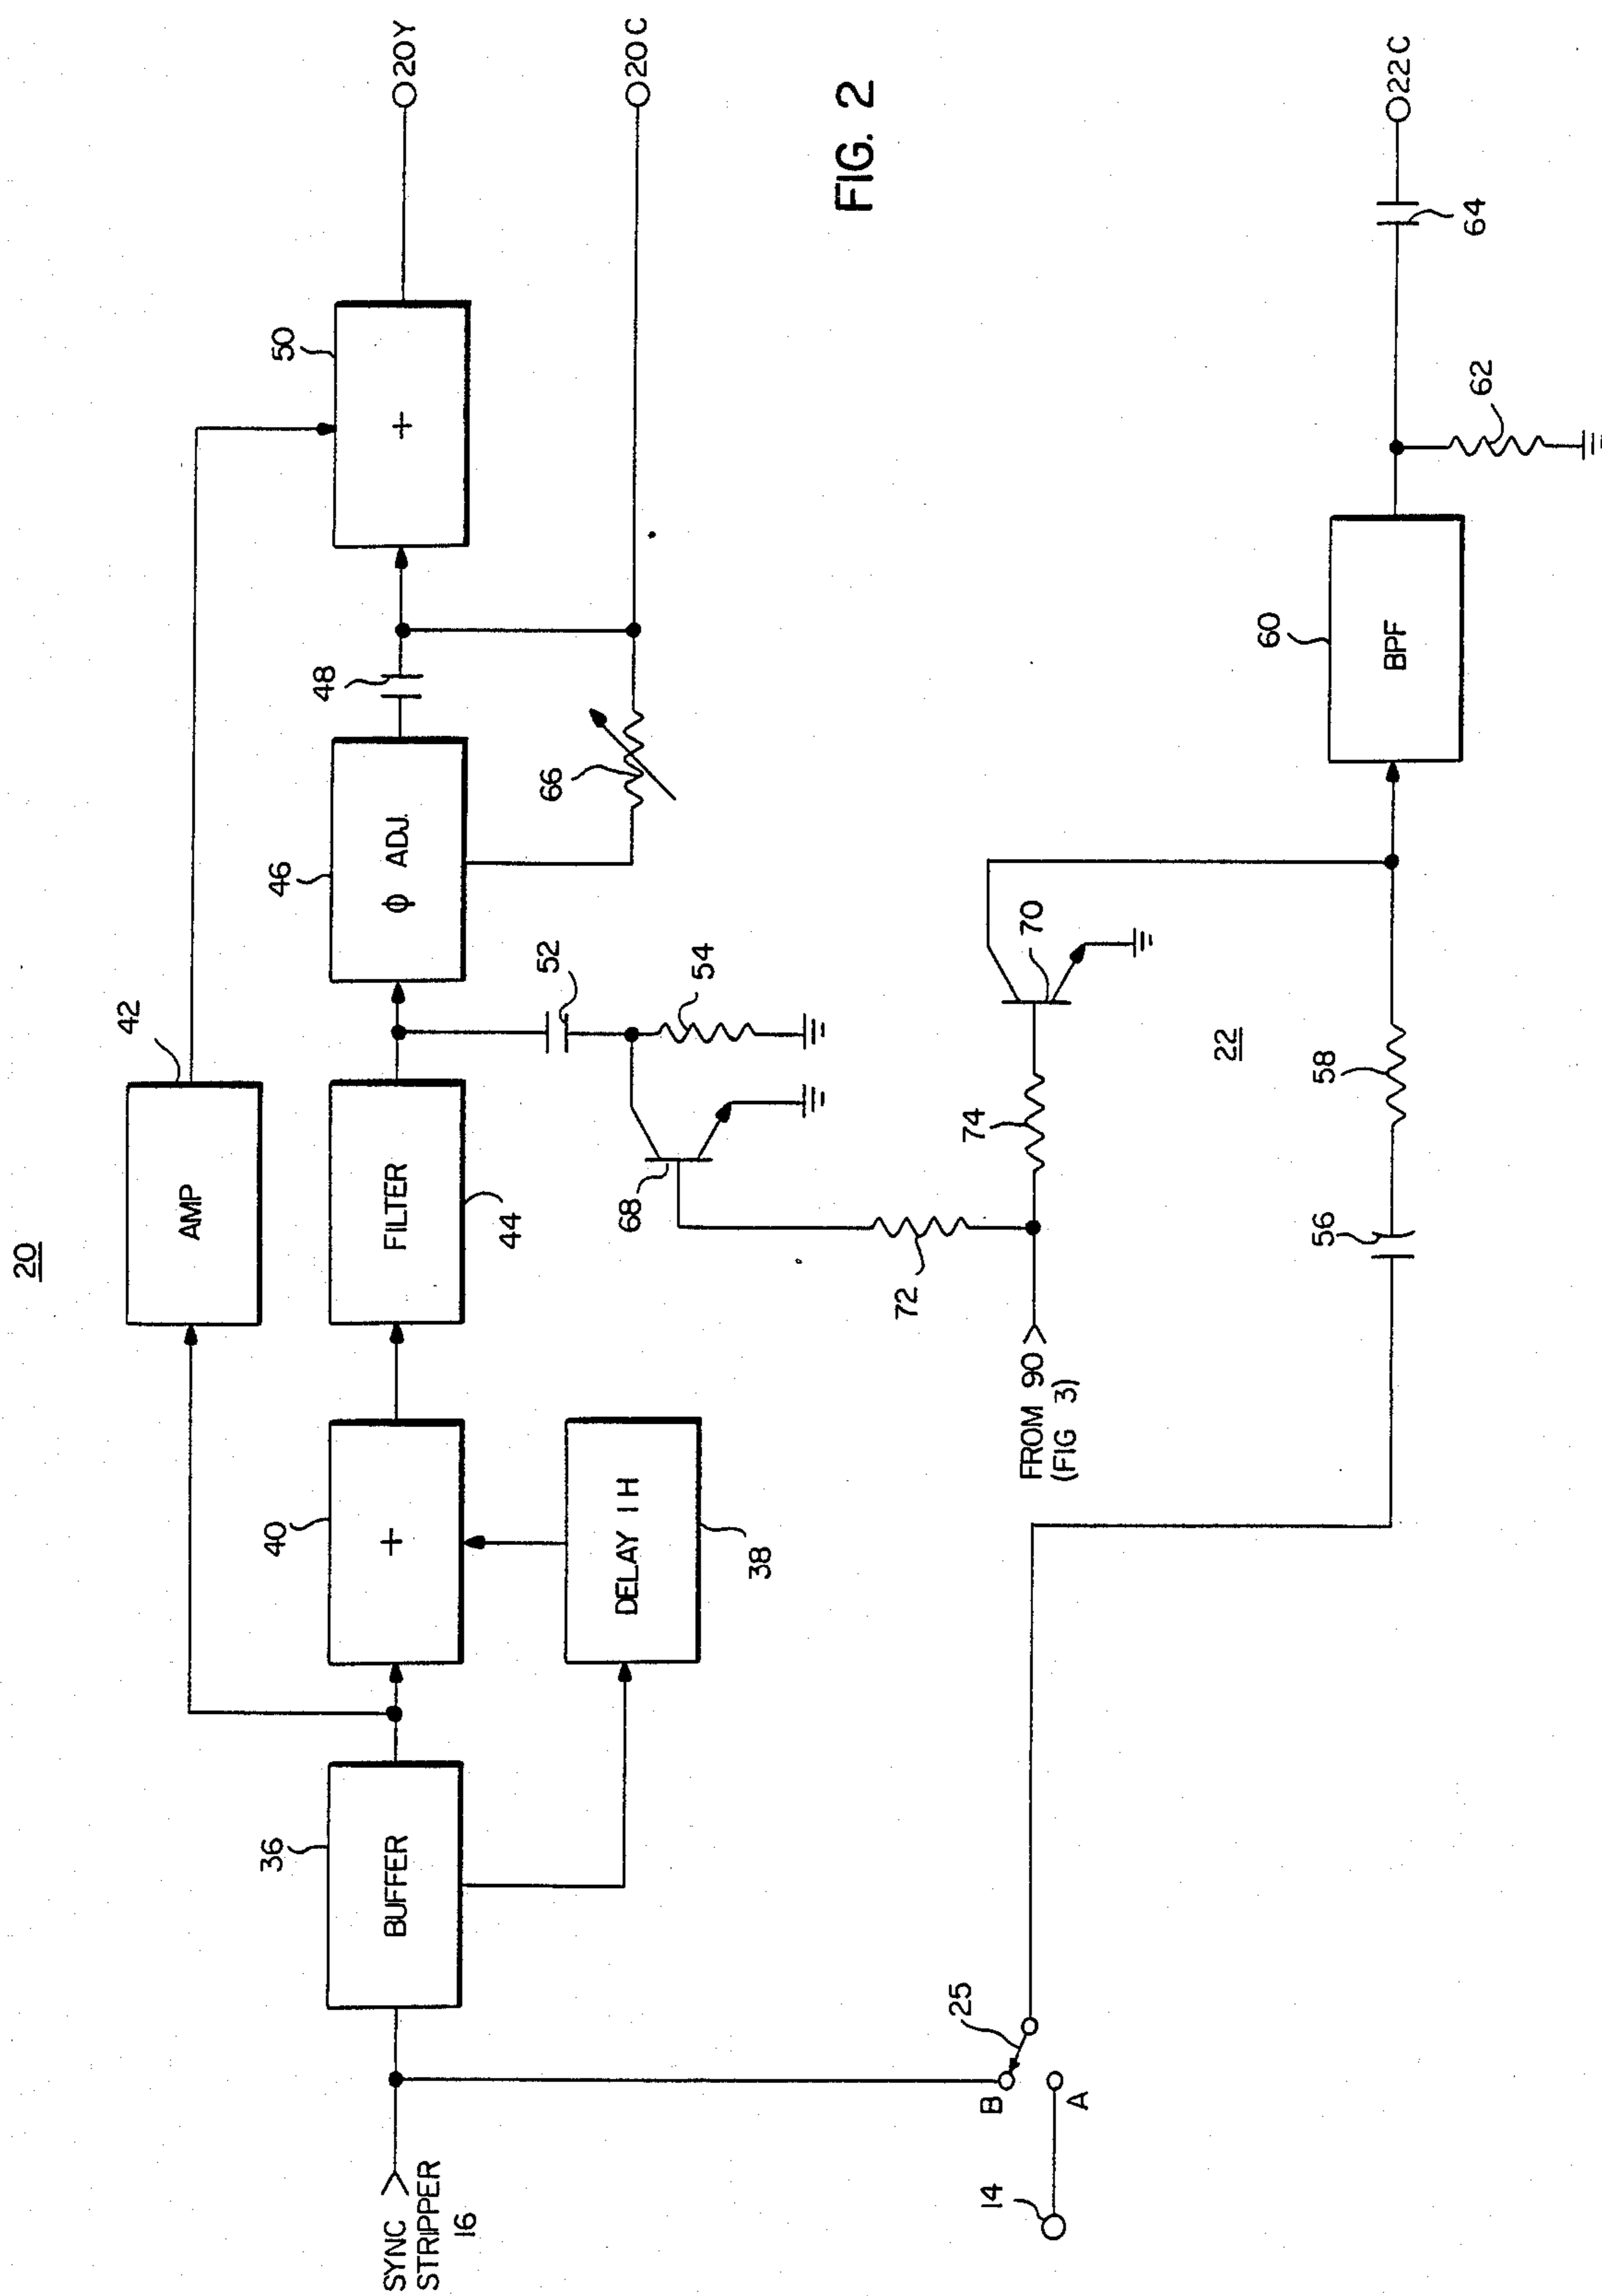 20
42
AMP
50
+
20Y
36
BUFFER
40
+
FILTER
44
46
ϕ ADJ.
48
SYNC
STRIPPER
16
DELAY 1H
38
52
54
66
20C
68
72
FIG. 2
FROM 90
(FIG 3)
74
70
25
B
A
14
22
56
58
60
BPF
62
64
22C